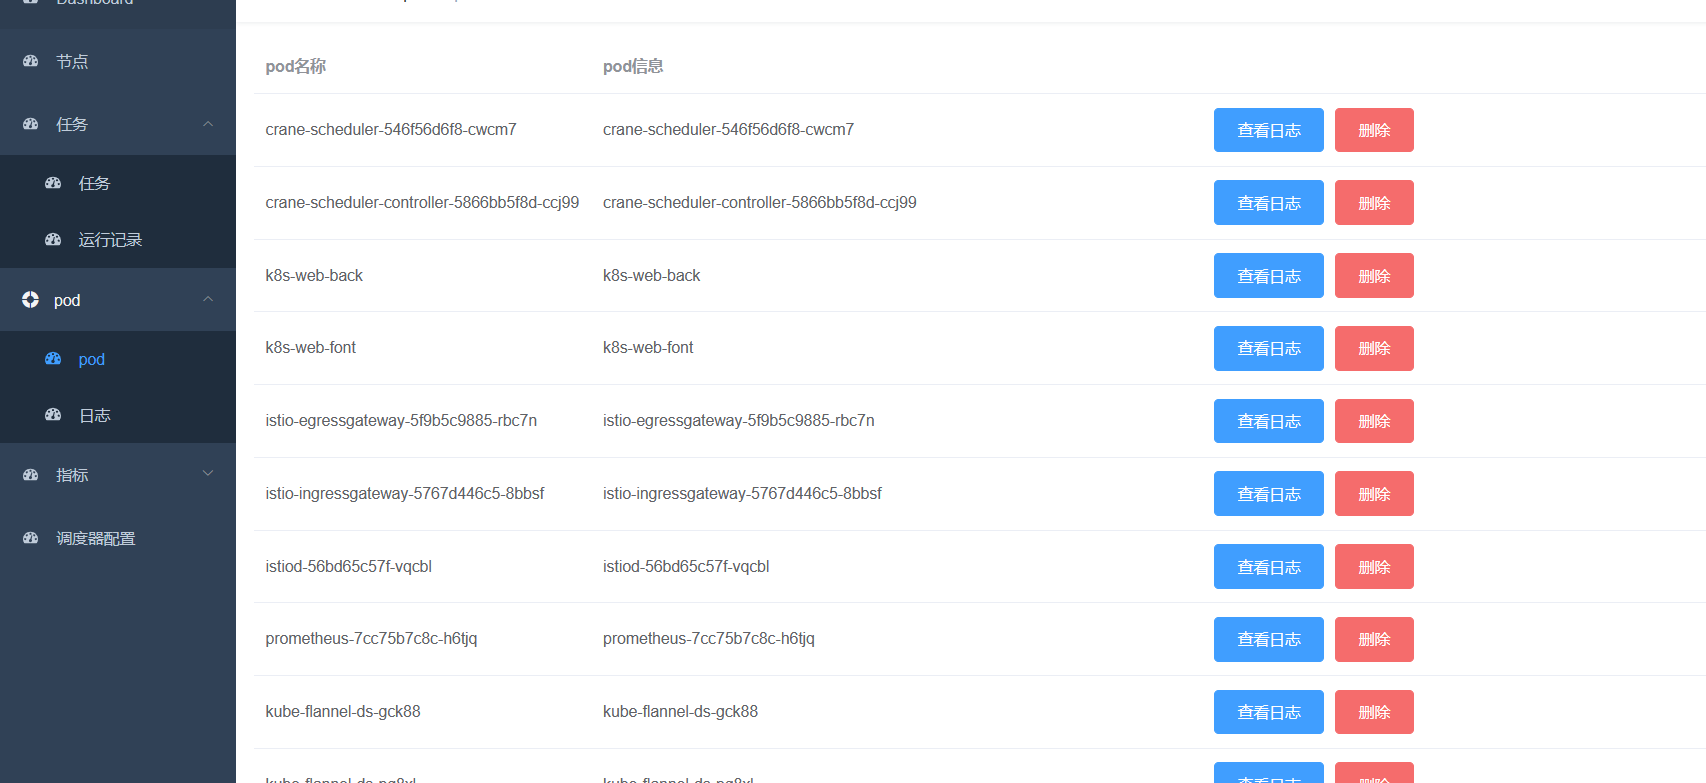 Dashboard
节点
任务
任务
运行记录
pod
pod
日志
指标
调度器配置
pod名称 pod信息
crane-scheduler-546f56d6f8-cwcm7 crane-scheduler-546f56d6f8-cwcm7 查看日志 删除
crane-scheduler-controller-5866bb5f8d-ccj99 crane-scheduler-controller-5866bb5f8d-ccj99 查看日志 删除
k8s-web-back k8s-web-back 查看日志 删除
k8s-web-font k8s-web-font 查看日志 删除
istio-egressgateway-5f9b5c9885-rbc7n istio-egressgateway-5f9b5c9885-rbc7n 查看日志 删除
istio-ingressgateway-5767d446c5-8bbsf istio-ingressgateway-5767d446c5-8bbsf 查看日志 删除
istiod-56bd65c57f-vqcbl istiod-56bd65c57f-vqcbl 查看日志 删除
prometheus-7cc75b7c8c-h6tjq prometheus-7cc75b7c8c-h6tjq 查看日志 删除
kube-flannel-ds-gck88 kube-flannel-ds-gck88 查看日志 删除
查看日志 删除